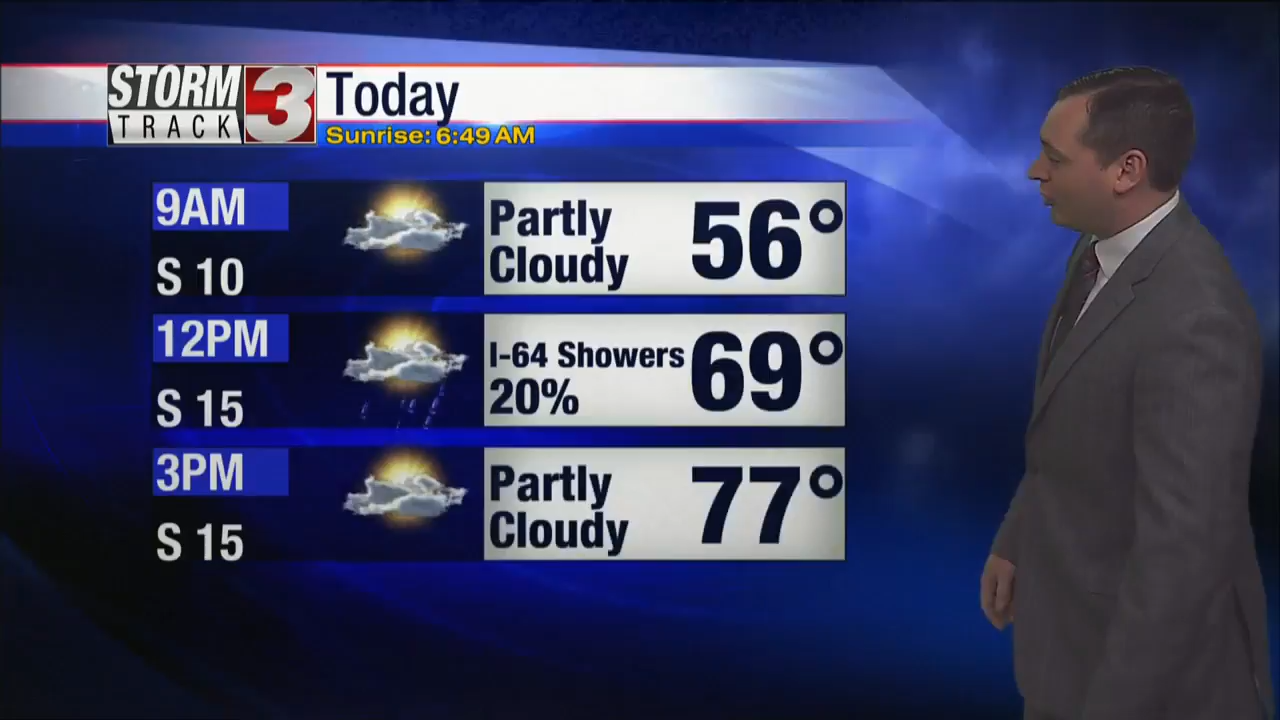 STORM
TRACK
3
Today
Sunrise: 6:49 AM
9AM
S 10
Partly
Cloudy
56°
12PM
S 15
I-64 Showers
20%
69°
3PM
S 15
Partly
Cloudy
77°